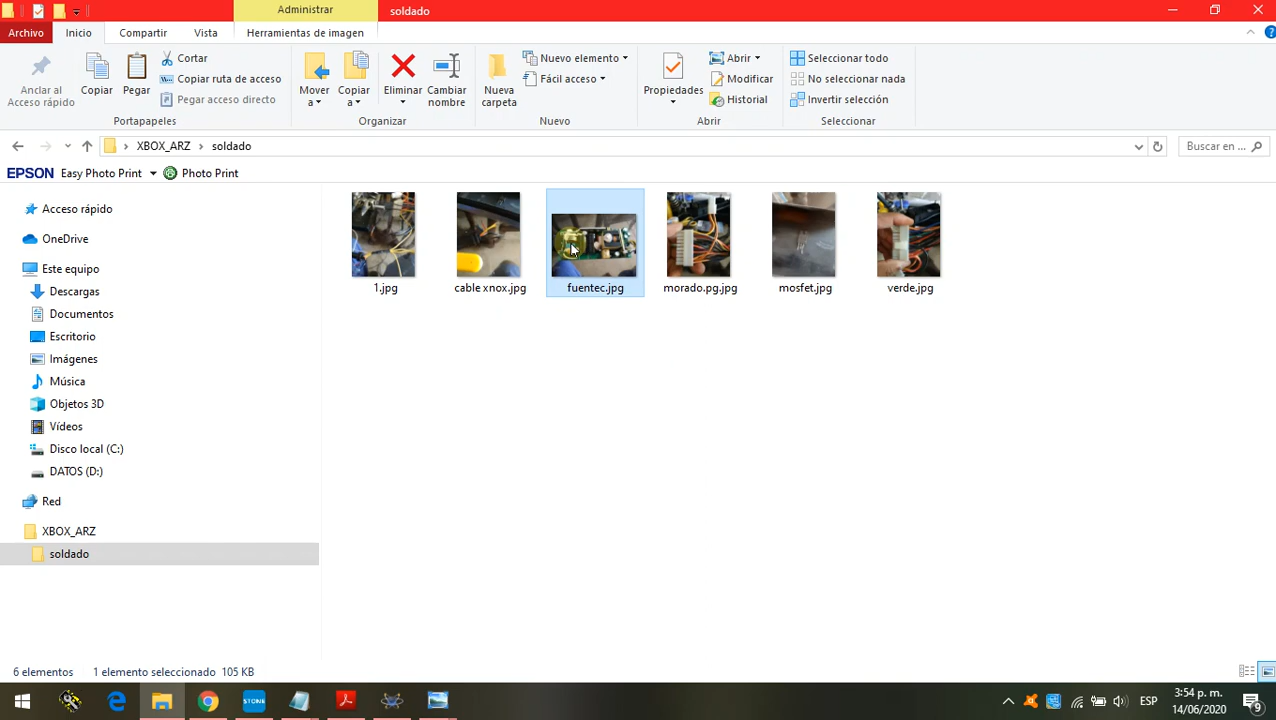 Administrar
soldado
Archivo
Inicio
Compartir
Vista
Herramientas de imagen
Anclar al
Acceso rápido
Copiar
Pegar
Cortar
Copiar ruta de acceso
Pegar acceso directo
Portapapeles
Mover
a
Copiar
a
Eliminar
Cambiar
nombre
Organizar
Nueva
carpeta
Nuevo elemento
Fácil acceso
Nuevo
Propiedades
Abrir
Modificar
Historial
Abrir
Seleccionar todo
No seleccionar nada
Invertir selección
Seleccionar
XBOX_ARZ > soldado
Buscar en ...
EPSON Easy Photo Print Photo Print
Acceso rápido
OneDrive
Este equipo
Descargas
Documentos
Escritorio
Imágenes
Música
Objetos 3D
Vídeos
Disco local (C:)
DATOS (D:)
Red
XBOX_ARZ
soldado
1.jpg
cable xnox.jpg
fuentec.jpg
morado.pg.jpg
mosfet.jpg
verde.jpg
6 elementos 1 elemento seleccionado 105 KB
STONE
ESP
3:54 p. m.
14/06/2020
9